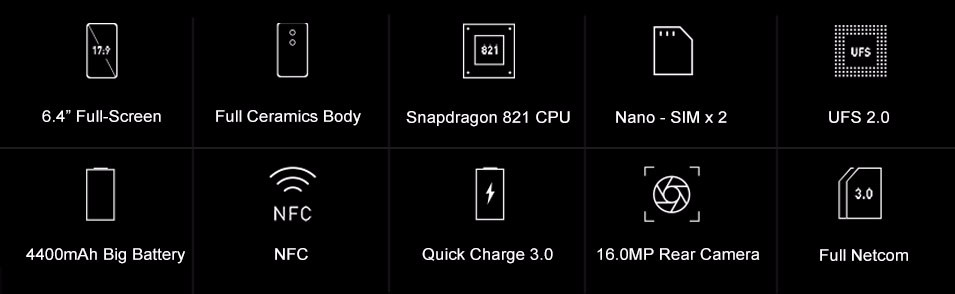 17:9
821
UFS
6.4” Full-Screen
Full Ceramics Body
Snapdragon 821 CPU
Nano - SIM x 2
UFS 2.0
NFC
3.0
4400mAh Big Battery
NFC
Quick Charge 3.0
16.0MP Rear Camera
Full Netcom